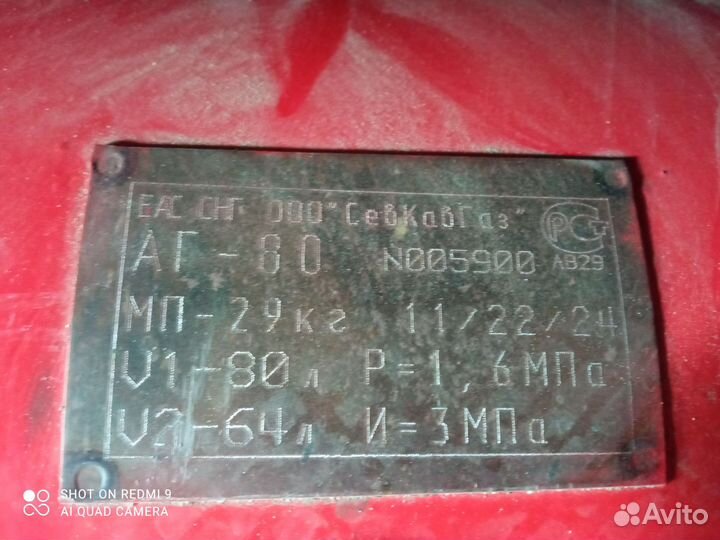 ЕАС СНГ ООО "СевКавГаз" РСТ
АГ-80 N005900 АВ29
МП-29кг 11/22/24
V1-80л Р=1,6МПа
V2-64л И=3МПа
SHOT ON REDMI 9
AI QUAD CAMERA
Avito